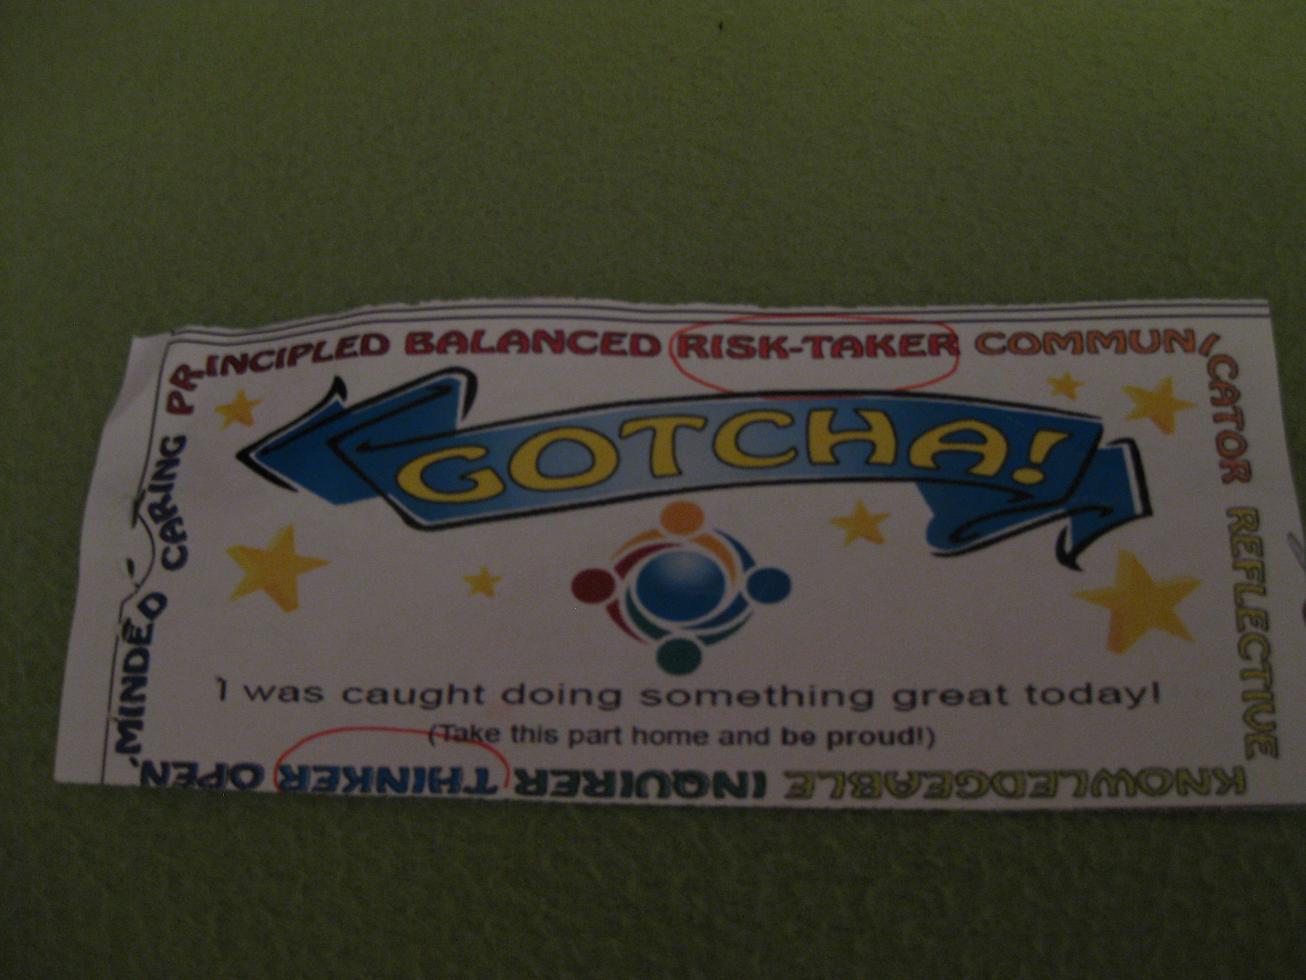 PRINCIPLED BALANCED RISK-TAKER COMMUNICATOR REFLECTIVE
KNOWLEDGEABLE INQUIRER THINKER OPEN-MINDED CARING
GOTCHA!
I was caught doing something great today!
(Take this part home and be proud!)